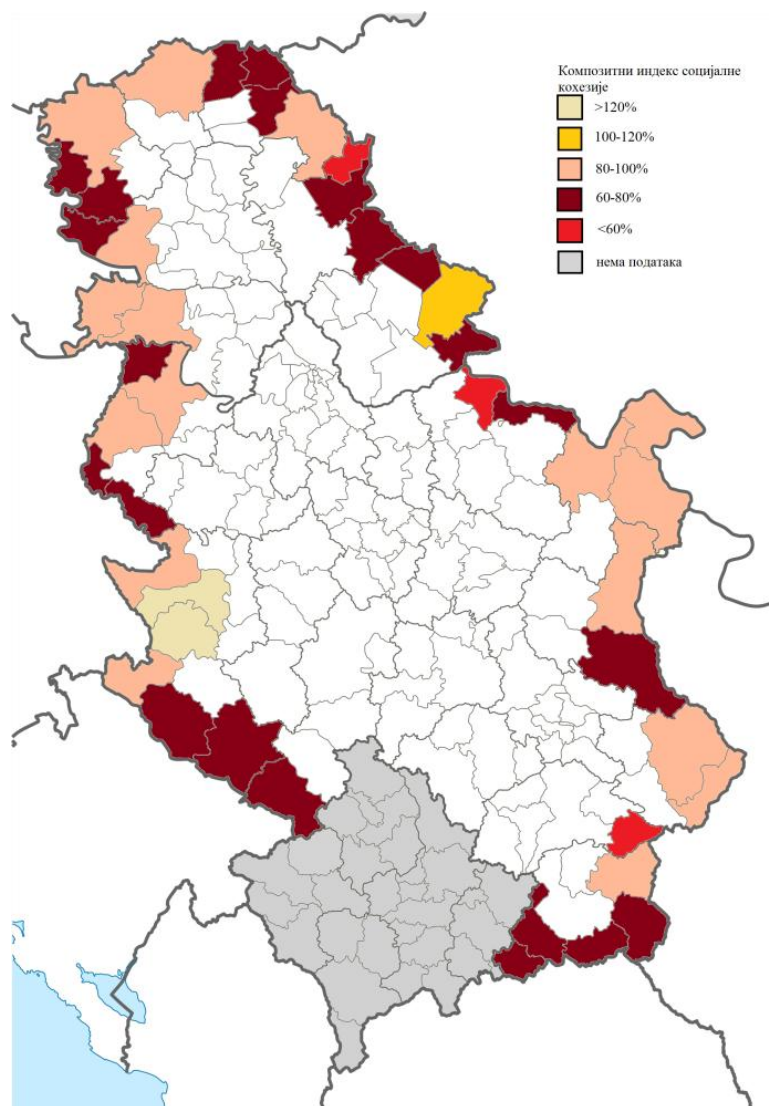 Композитни индекс социјалне
кохезије
>120%
100-120%
80-100%
60-80%
<60%
нема података